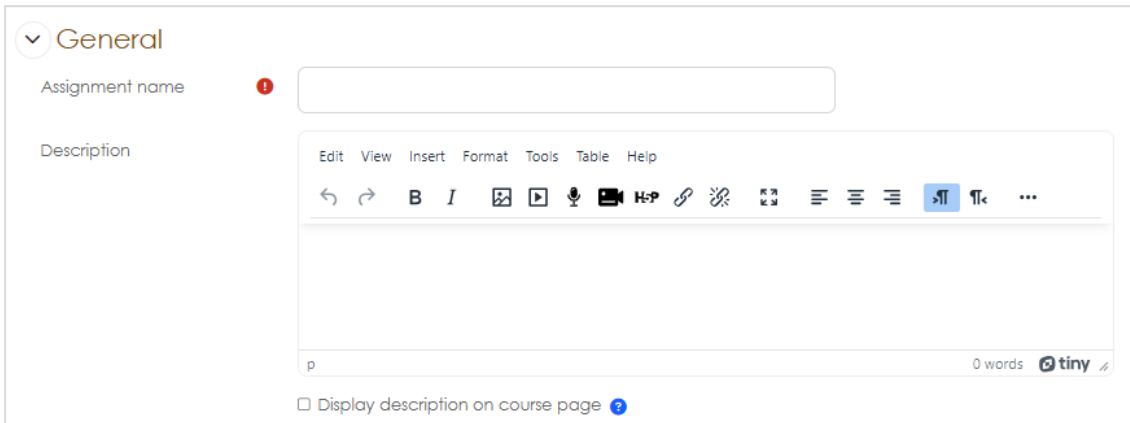 General
Assignment name
Description
Edit View Insert Format Tools Table Help
B I H5P
p 0 words tiny
Display description on course page